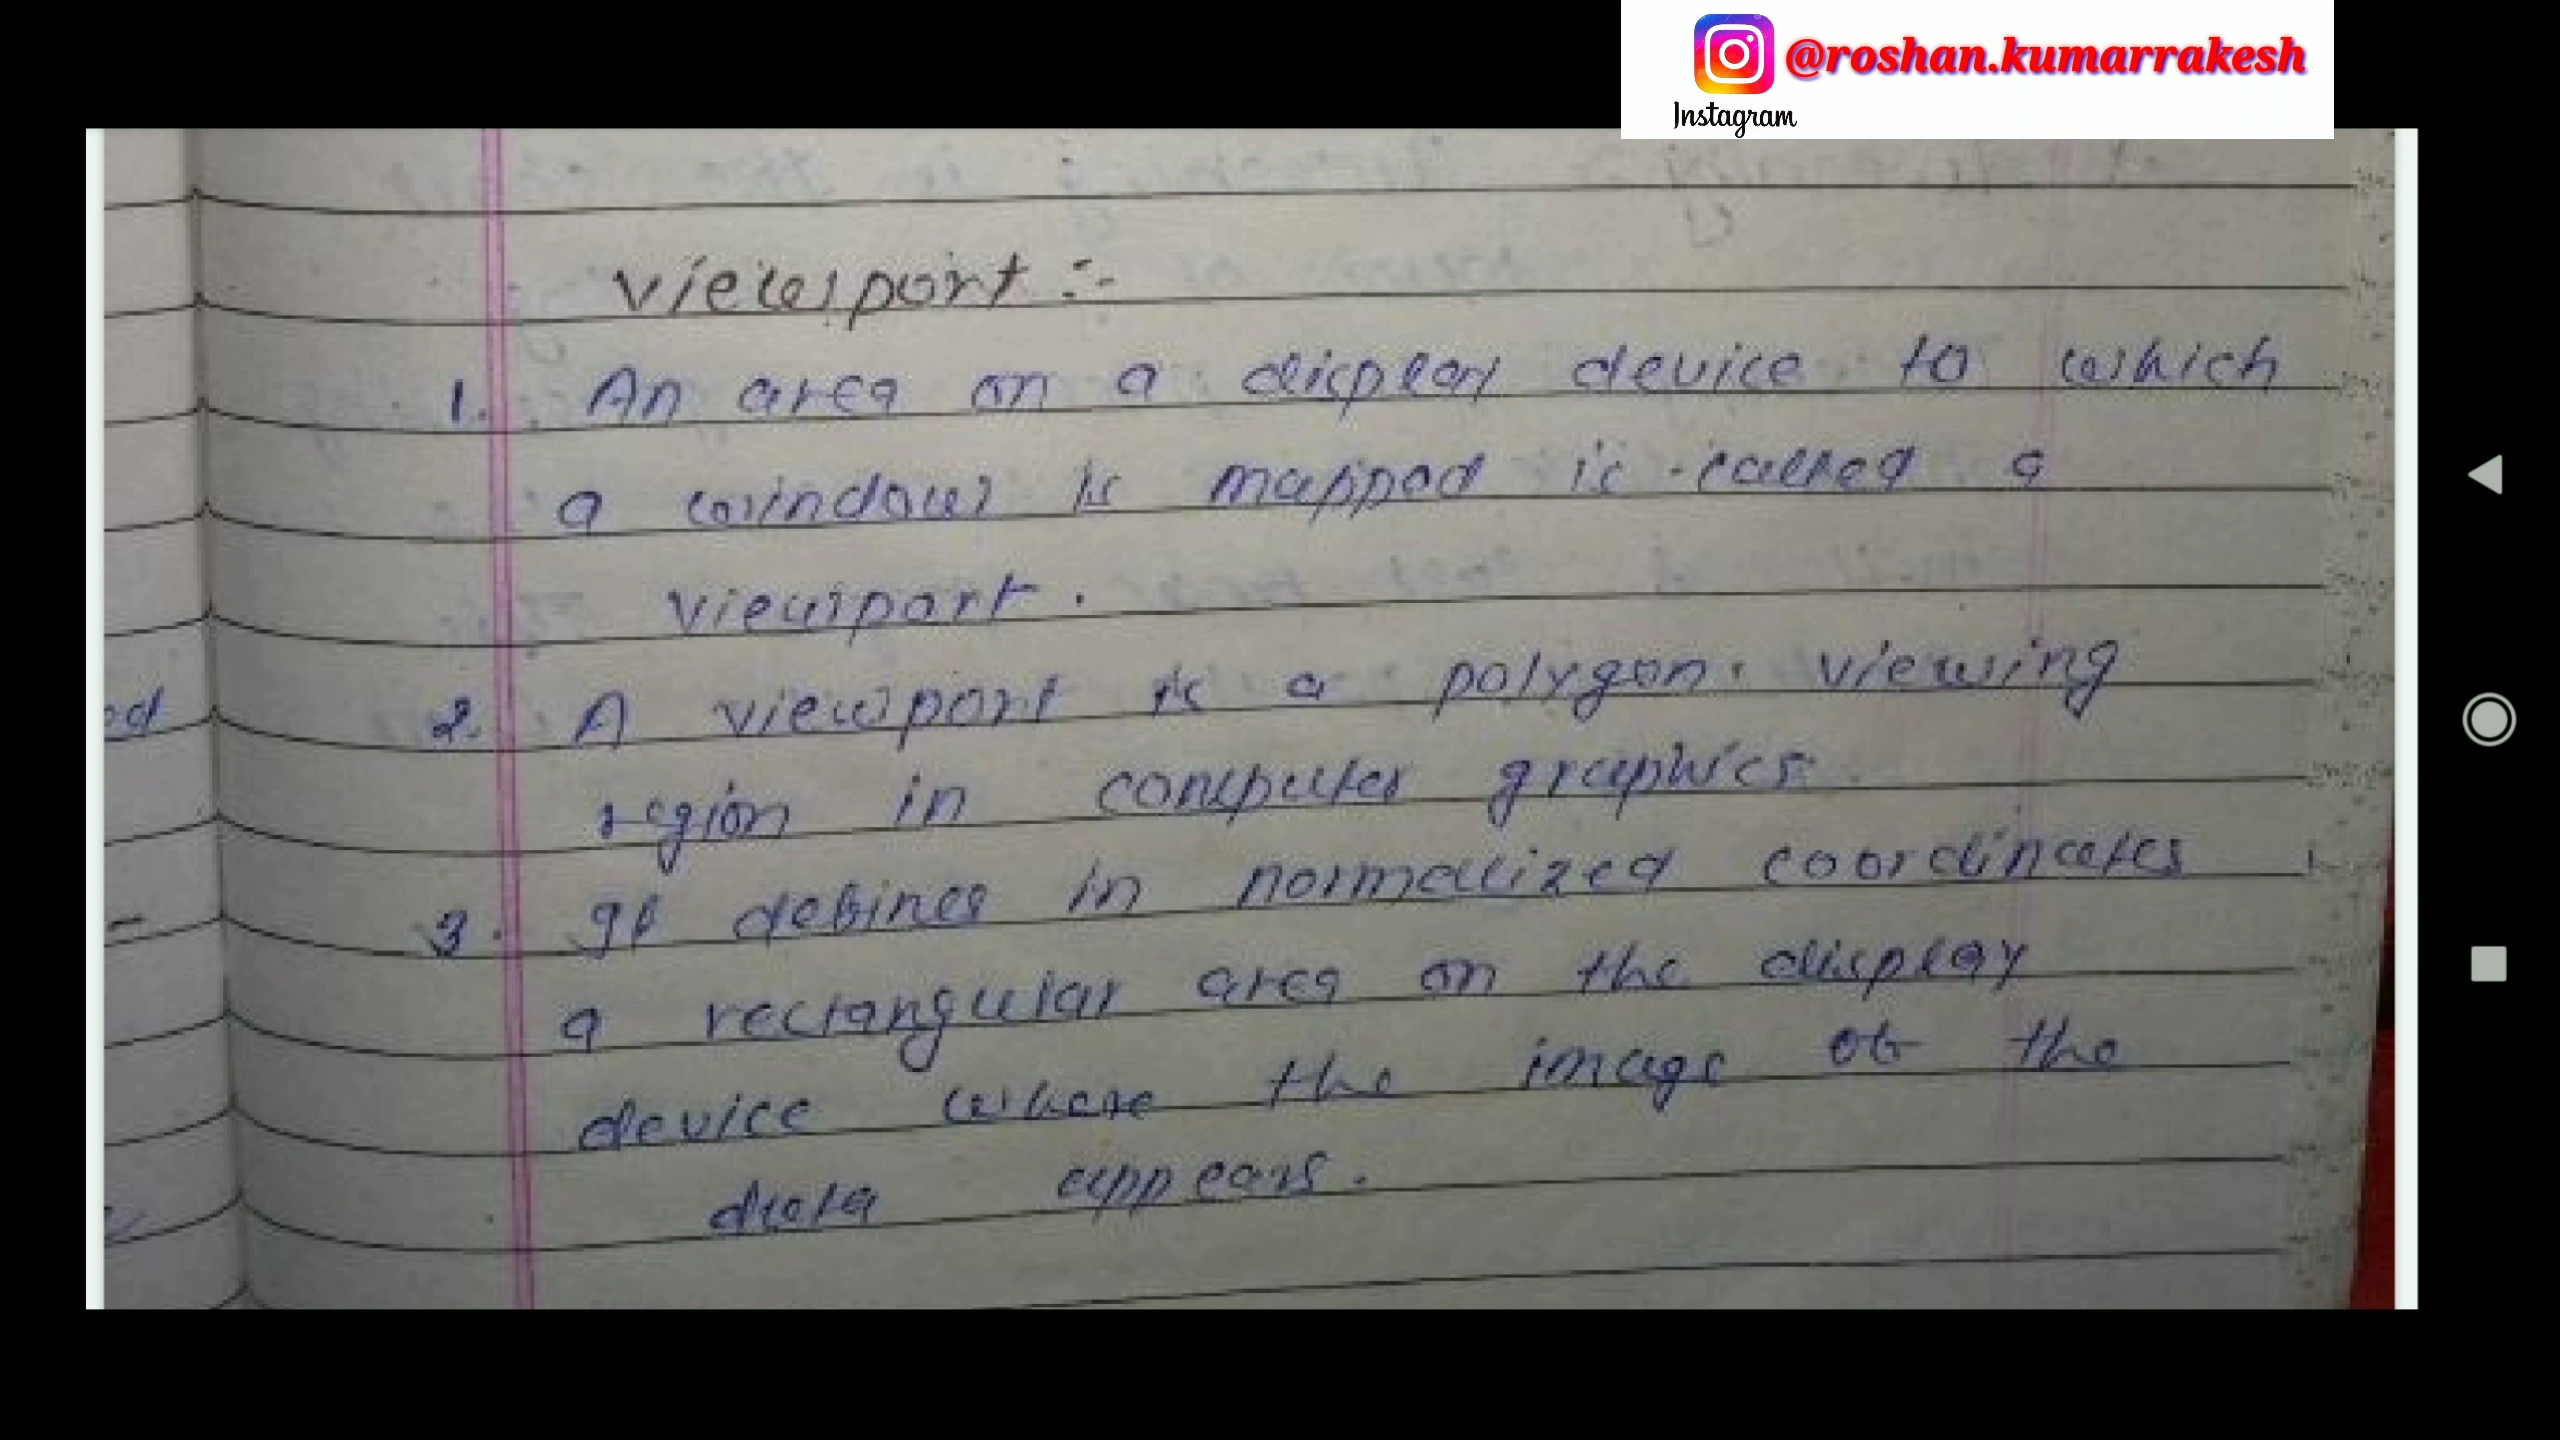 @roshan.kumarrakesh
Instagram
viewport :-
1. An area on a display device to which
a window is mapped is called a
viewport.
ed
2. A viewport is a polygon viewing
region in computer graphics
3. It defines in normalized coordinates
a rectangular area on the display
device where the image of the
data appears.